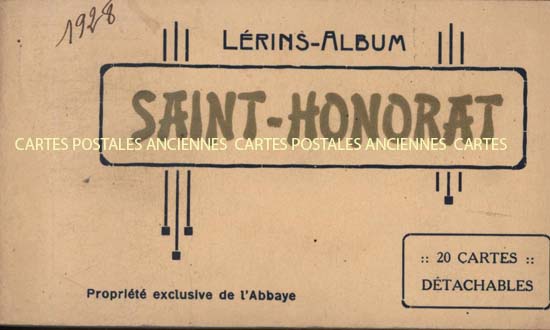 1928
LÉRINS-ALBUM
SAINT-HONORAT
CARTES POSTALES ANCIENNES CARTES POSTALES ANCIENNES CARTES
:: 20 CARTES ::
DÉTACHABLES
Propriété exclusive de l'Abbaye